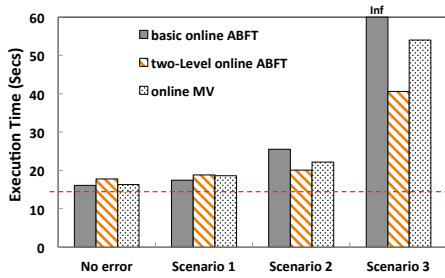 Inf
60
50
40
30
20
10
0
Execution Time (Secs)
basic online ABFT
two-Level online ABFT
online MV
No error
Scenario 1
Scenario 2
Scenario 3